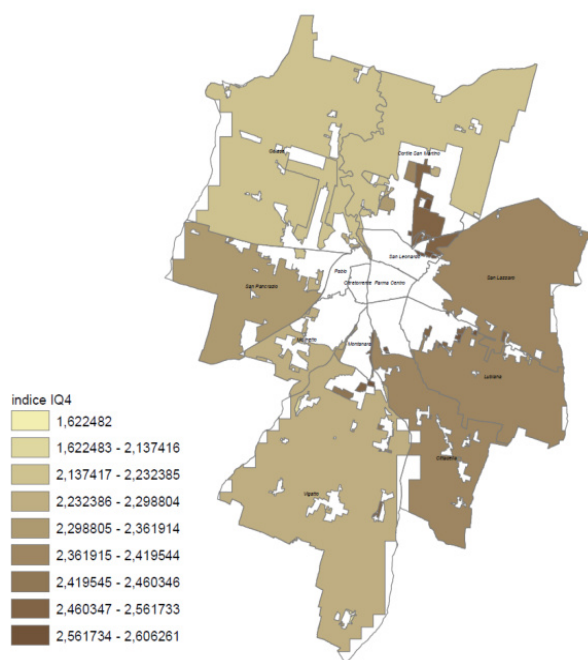 Cortile San Martino
Golese
San Leonardo
San Lazzaro
Pablo
San Pancrazio
Oltretorrente
Parma Centro
Molinetto
Montanara
Lubiana
Cittadella
Vigatto
indice IQ4
1,622482
1,622483 - 2,137416
2,137417 - 2,232385
2,232386 - 2,298804
2,298805 - 2,361914
2,361915 - 2,419544
2,419545 - 2,460346
2,460347 - 2,561733
2,561734 - 2,606261